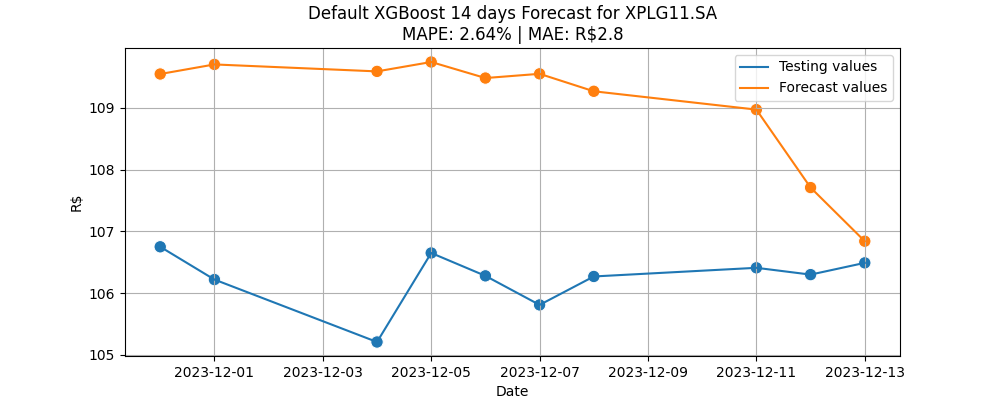 Default XGBoost 14 days Forecast for XPLG11.SA
MAPE: 2.64% | MAE: R$2.8
Testing values
Forecast values
109
108
107
106
105
R$
2023-12-01
2023-12-03
2023-12-05
2023-12-07
2023-12-09
2023-12-11
2023-12-13
Date